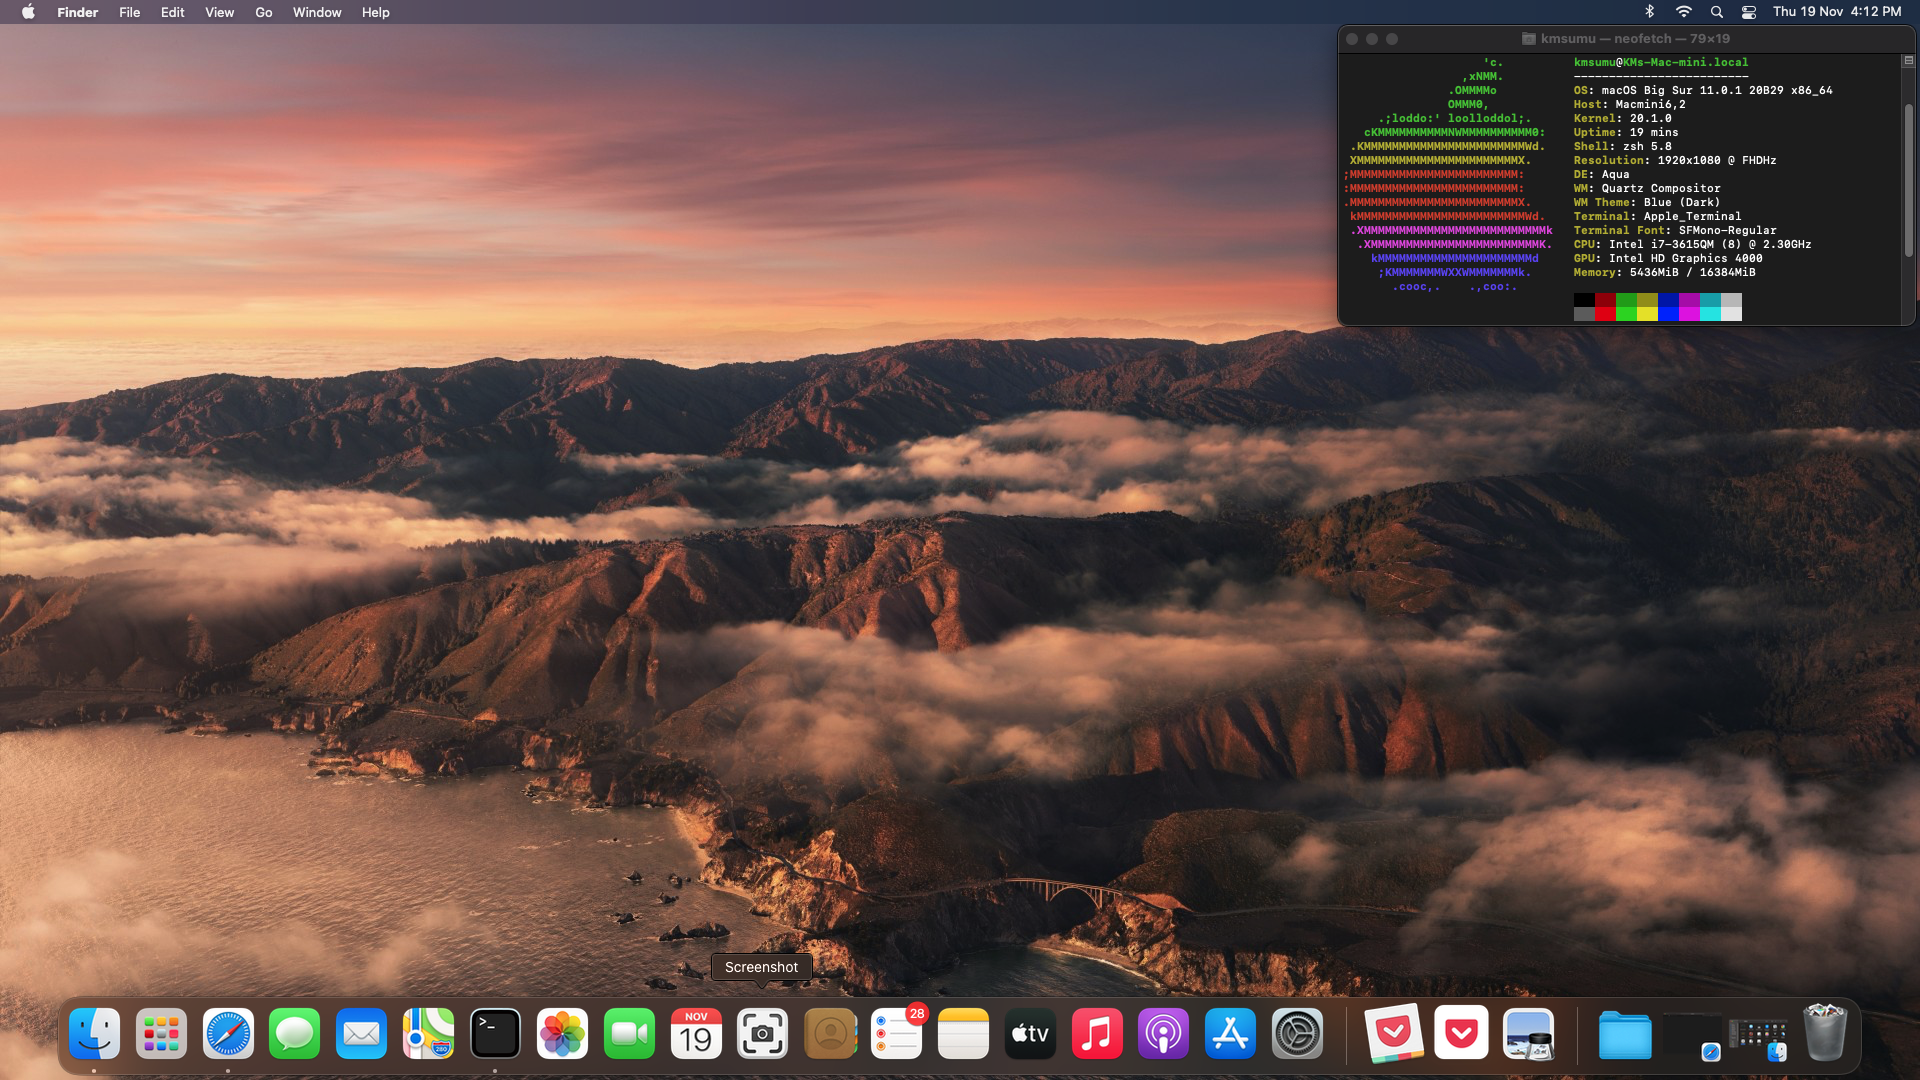 Finder File Edit View Go Window Help
Thu 19 Nov 4:12 PM
kmsumu — neofetch — 79×19
'c.
,xNMM.
.OMMMMo
OMMM0,
.;loddo:' loolloddol;.
cKMMMMMMMMMMNWMMMMMMMMMM0:
.KMMMMMMMMMMMMMMMMMMMMMMMWd.
XMMMMMMMMMMMMMMMMMMMMMMMX.
;MMMMMMMMMMMMMMMMMMMMMMMM:
:MMMMMMMMMMMMMMMMMMMMMMMM:
.MMMMMMMMMMMMMMMMMMMMMMMMX.
kMMMMMMMMMMMMMMMMMMMMMMMMWd.
.XMMMMMMMMMMMMMMMMMMMMMMMMMMk
.XMMMMMMMMMMMMMMMMMMMMMMMMK.
kMMMMMMMMMMMMMMMMMMMMMMd
;KMMMMMMMWXXWMMMMMMMk.
.cooc,. .,coo:.
kmsumu@KMs-Mac-mini.local
-------------------------
OS: macOS Big Sur 11.0.1 20B29 x86_64
Host: Macmini6,2
Kernel: 20.1.0
Uptime: 19 mins
Shell: zsh 5.8
Resolution: 1920x1080 @ FHDHz
DE: Aqua
WM: Quartz Compositor
WM Theme: Blue (Dark)
Terminal: Apple_Terminal
Terminal Font: SFMono-Regular
CPU: Intel i7-3615QM (8) @ 2.30GHz
GPU: Intel HD Graphics 4000
Memory: 5436MiB / 16384MiB
Screenshot
280
>_
NOV
19
28
tv